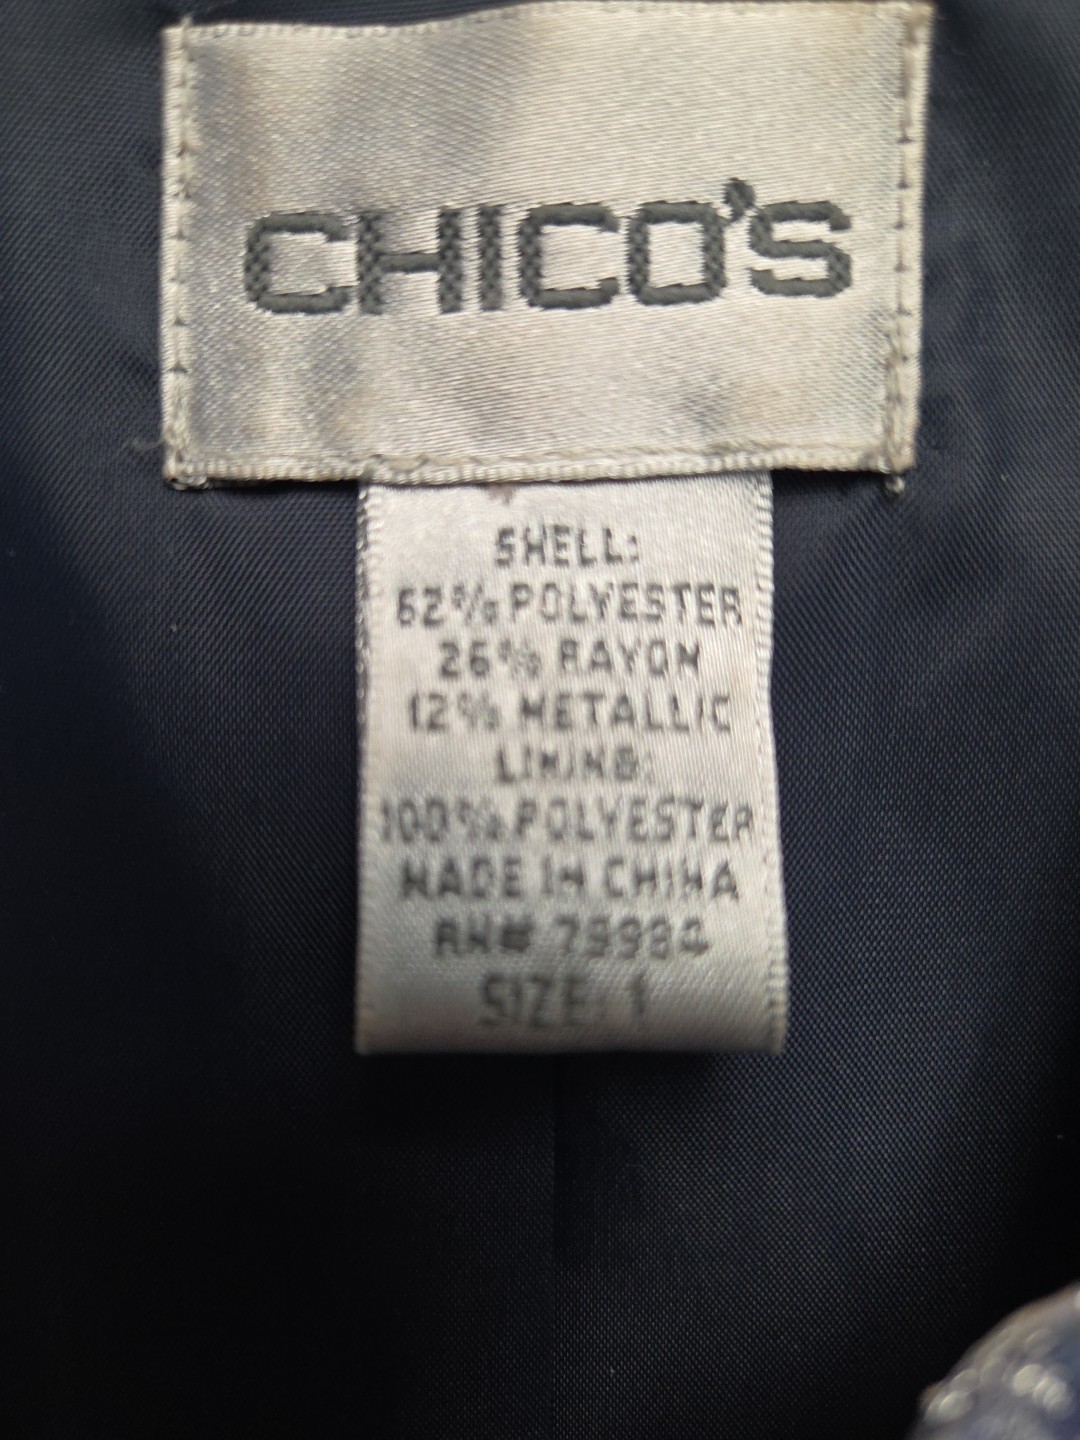 CHICO'S
SHELL:
62% POLYESTER
26% RAYON
12% METALLIC
LINING:
100% POLYESTER
MADE IN CHINA
RN# 79984
SIZE: 1